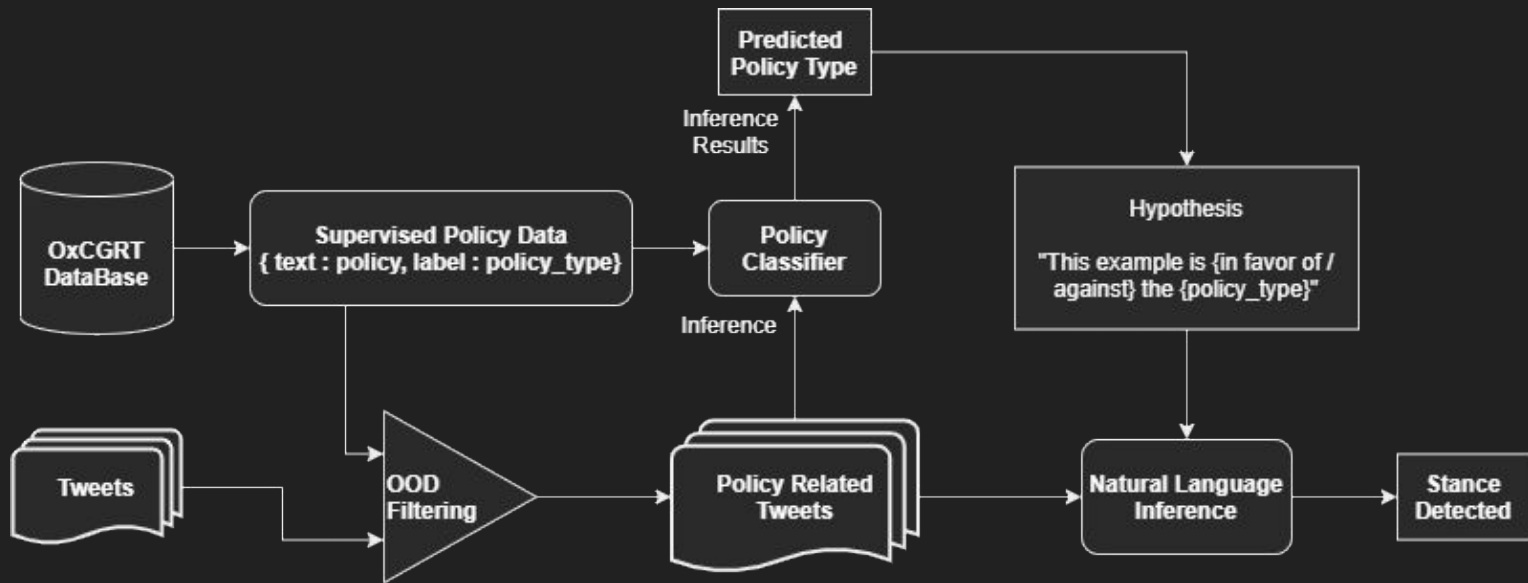 Predicted
Policy Type
Inference
Results
OxCGRT
DataBase
Supervised Policy Data
{ text : policy, label : policy_type}
Policy
Classifier
Hypothesis
"This example is {in favor of /
against} the {policy_type}"
Inference
Tweets
OOD
Filtering
Policy Related
Tweets
Natural Language
Inference
Stance
Detected